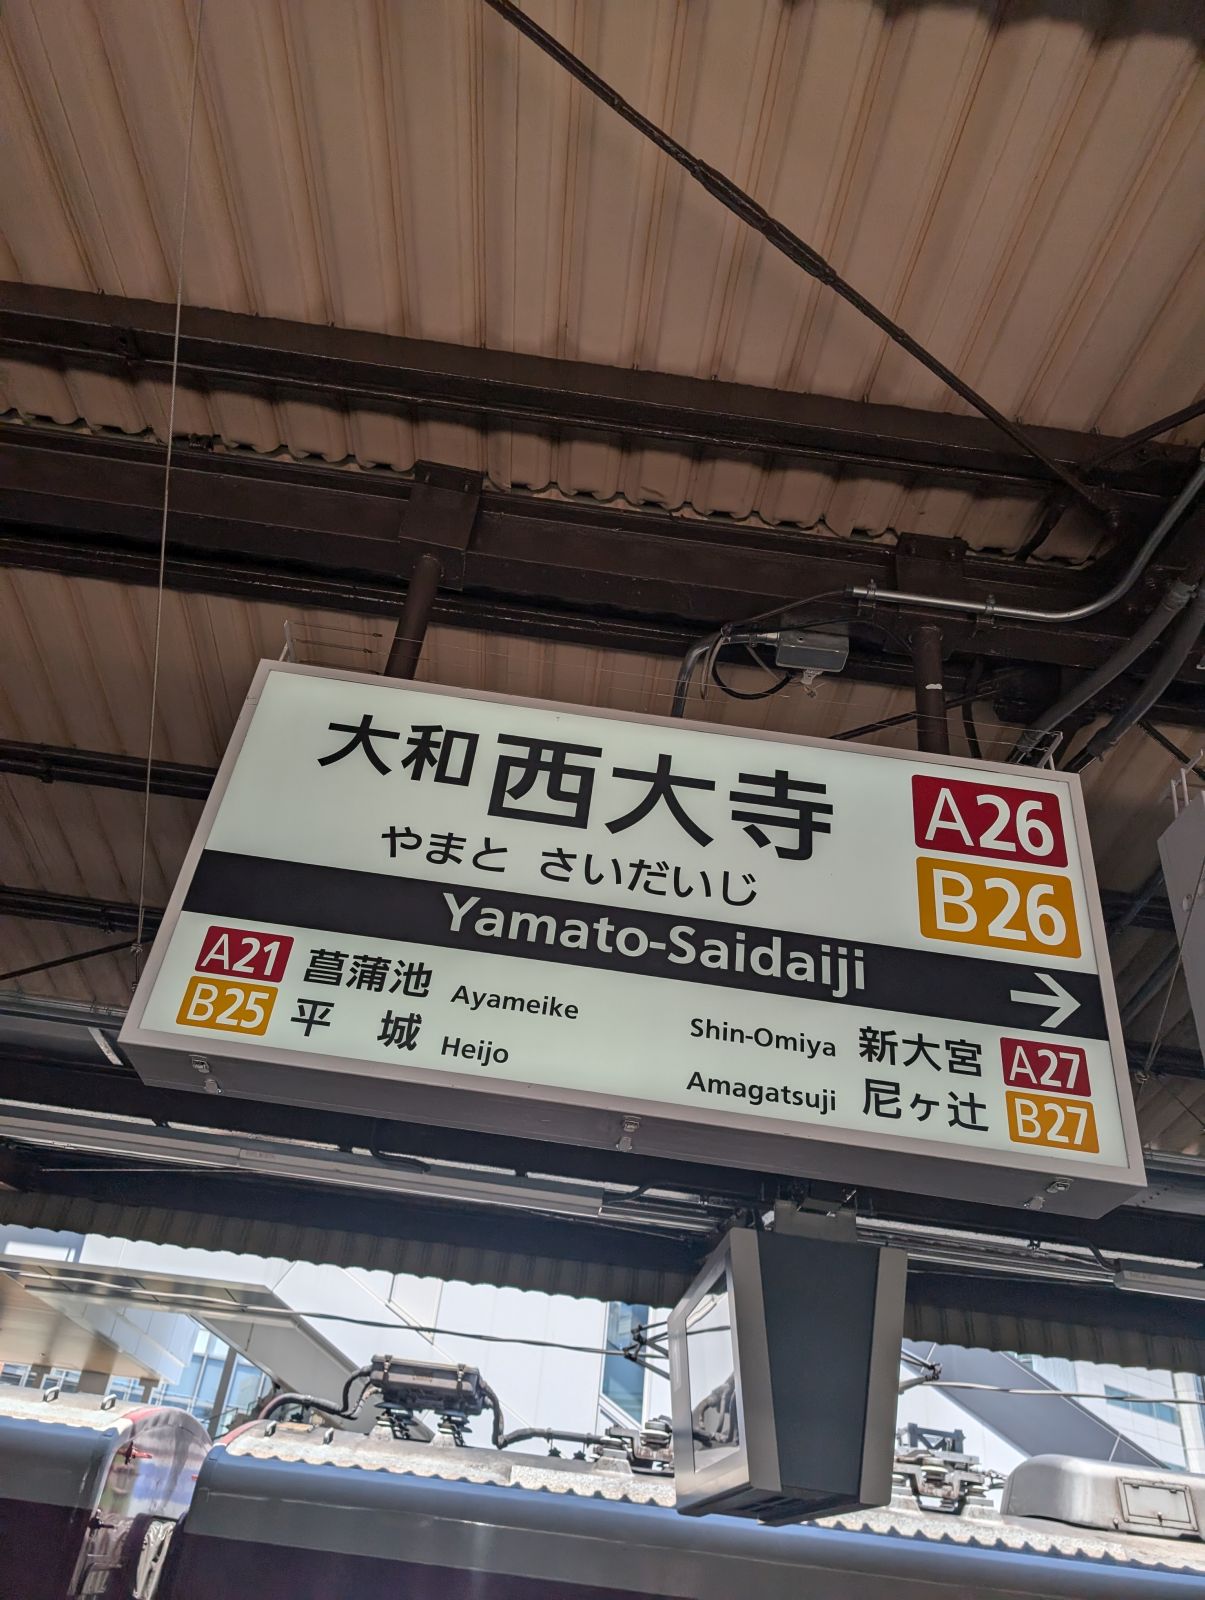 大和西大寺
やまと さいだいじ
A26
B26
Yamato-Saidaiji
A21 菖蒲池 Ayameike
B25 平城 Heijo
Shin-Omiya 新大宮 A27
Amagatsuji 尼ヶ辻 B27